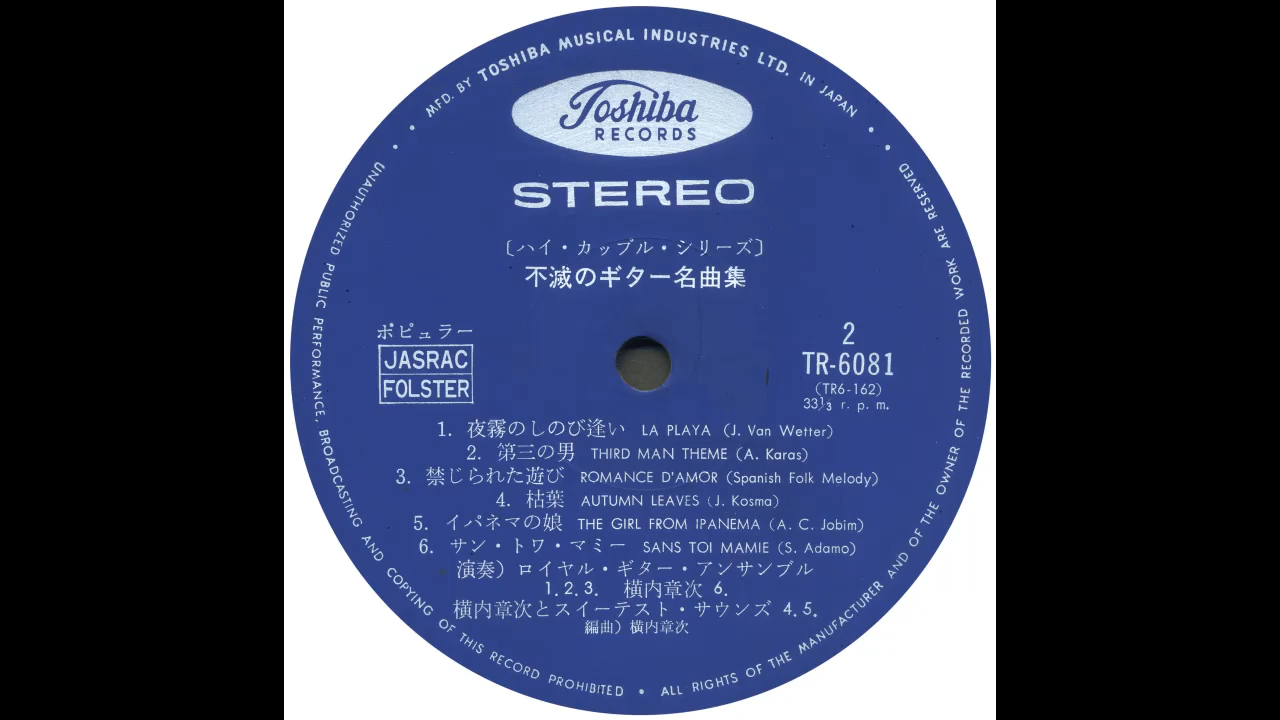 MFD. BY TOSHIBA MUSICAL INDUSTRIES LTD. IN JAPAN
Toshiba
RECORDS
STEREO
〔ハイ・カップル・シリーズ〕
不滅のギター名曲集
ポピュラー
JASRAC
FOLSTER
2
TR-6081
(TR6-162)
33⅓ r. p. m.
1. 夜霧のしのび逢い LA PLAYA (J. Van Wetter)
2. 第三の男 THIRD MAN THEME (A. Karas)
3. 禁じられた遊び ROMANCE D'AMOR (Spanish Folk Melody)
4. 枯葉 AUTUMN LEAVES (J. Kosma)
5. イパネマの娘 THE GIRL FROM IPANEMA (A. C. Jobim)
6. サン・トワ・マミー SANS TOI MAMIE (S. Adamo)
演奏) ロイヤル・ギター・アンサンブル
1. 2. 3. 横内章次 6.
横内章次とスイーテスト・サウンズ 4. 5.
編曲) 横内章次
UNAUTHORIZED PUBLIC PERFORMANCE, BROADCASTING AND COPYING OF THIS RECORD PROHIBITED • ALL RIGHTS OF THE MANUFACTURER AND OF THE OWNER OF THE RECORDED WORK ARE RESERVED